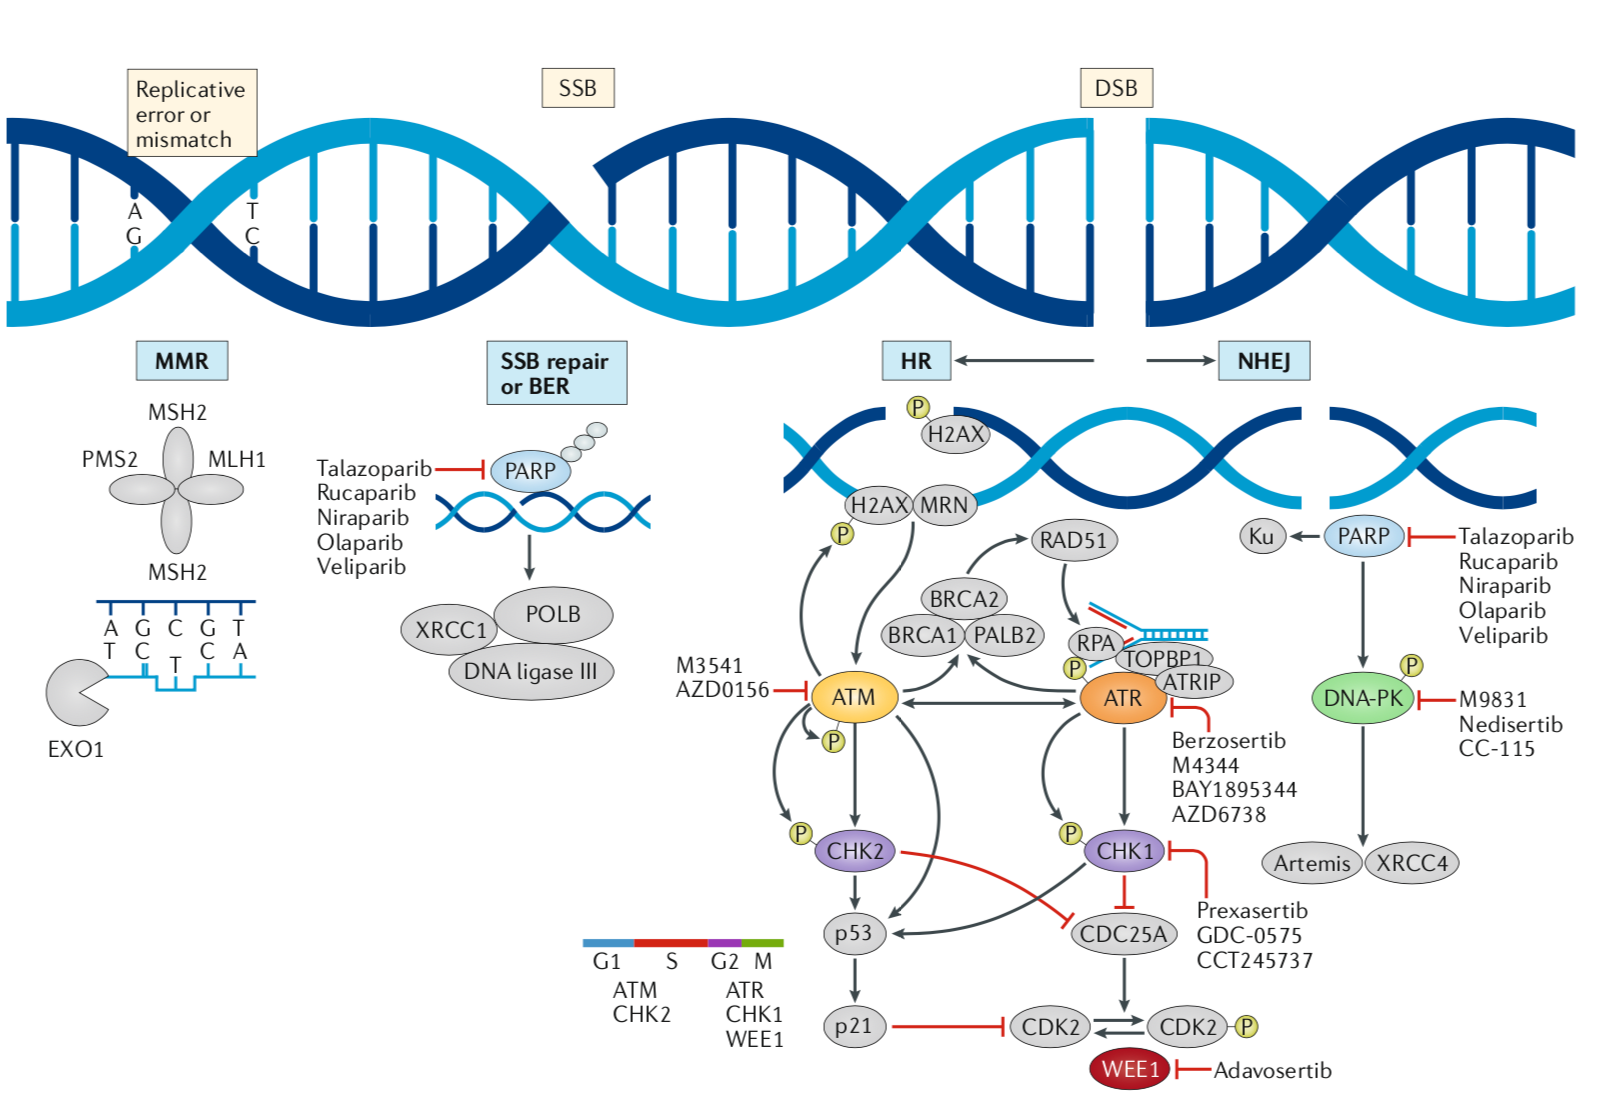 Replicative
error or
mismatch
SSB
DSB
A
G
T
C
MMR
SSB repair
or BER
HR
NHEJ
MSH2
PMS2
MLH1
MSH2
A G C G T
T C T C A
EXO1
Talazoparib
Rucaparib
Niraparib
Olaparib
Veliparib
PARP
XRCC1
POLB
DNA ligase III
P
H2AX
H2AX
MRN
P
RAD51
BRCA2
BRCA1
PALB2
RPA
TOPBP1
ATRIP
P
ATR
M3541
AZD0156
ATM
P
Berzosertib
M4344
BAY1895344
AZD6738
P
CHK2
P
CHK1
Prexasertib
GDC-0575
CCT245737
p53
CDC25A
p21
CDK2
CDK2
P
WEE1
Adavosertib
Ku
PARP
Talazoparib
Rucaparib
Niraparib
Olaparib
Veliparib
P
DNA-PK
M9831
Nedisertib
CC-115
Artemis
XRCC4
G1 S G2 M
ATM
CHK2
ATR
CHK1
WEE1